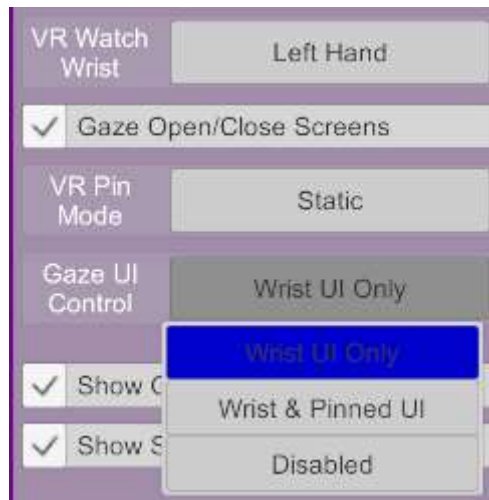 VR Watch
Wrist
Left Hand
Gaze Open/Close Screens
VR Pin
Mode
Static
Gaze UI
Control
Wrist UI Only
Wrist UI Only
Show
Wrist & Pinned UI
Show
Disabled